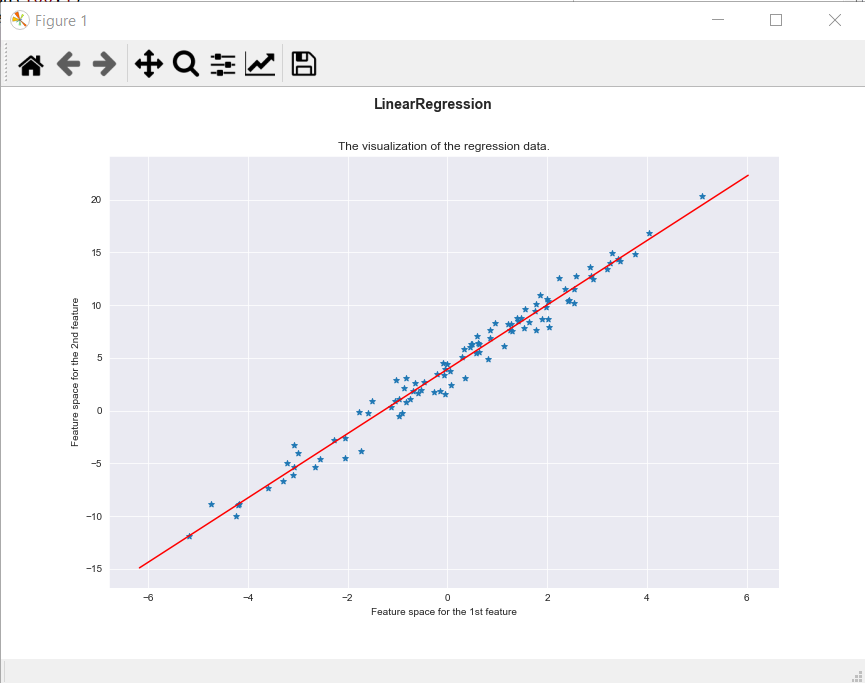 Figure 1
LinearRegression
The visualization of the regression data.
20
15
10
5
0
−5
−10
−15
Feature space for the 2nd feature
−6 −4 −2 0 2 4 6
Feature space for the 1st feature